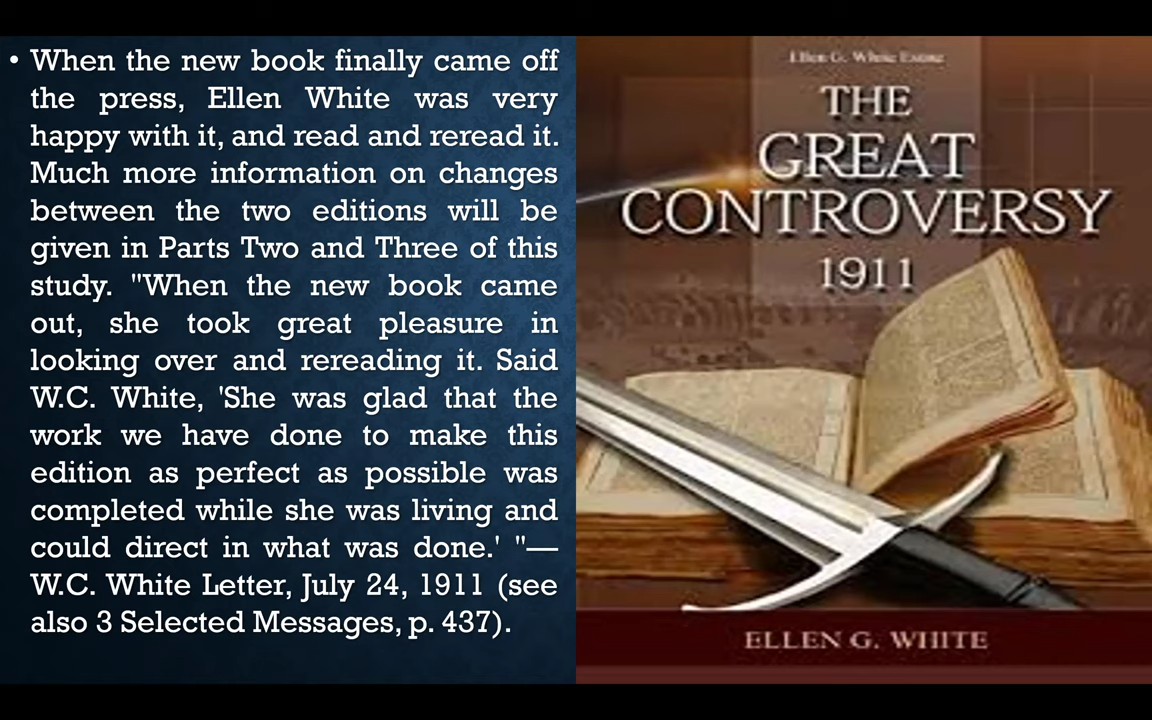 • When the new book finally came off
the press, Ellen White was very
happy with it, and read and reread it.
Much more information on changes
between the two editions will be
given in Parts Two and Three of this
study. "When the new book came
out, she took great pleasure in
looking over and rereading it. Said
W.C. White, 'She was glad that the
work we have done to make this
edition as perfect as possible was
completed while she was living and
could direct in what was done.' "—
W.C. White Letter, July 24, 1911 (see
also 3 Selected Messages, p. 437).
Ellen G. White Estate
THE
GREAT
CONTROVERSY
1911
ELLEN G. WHITE